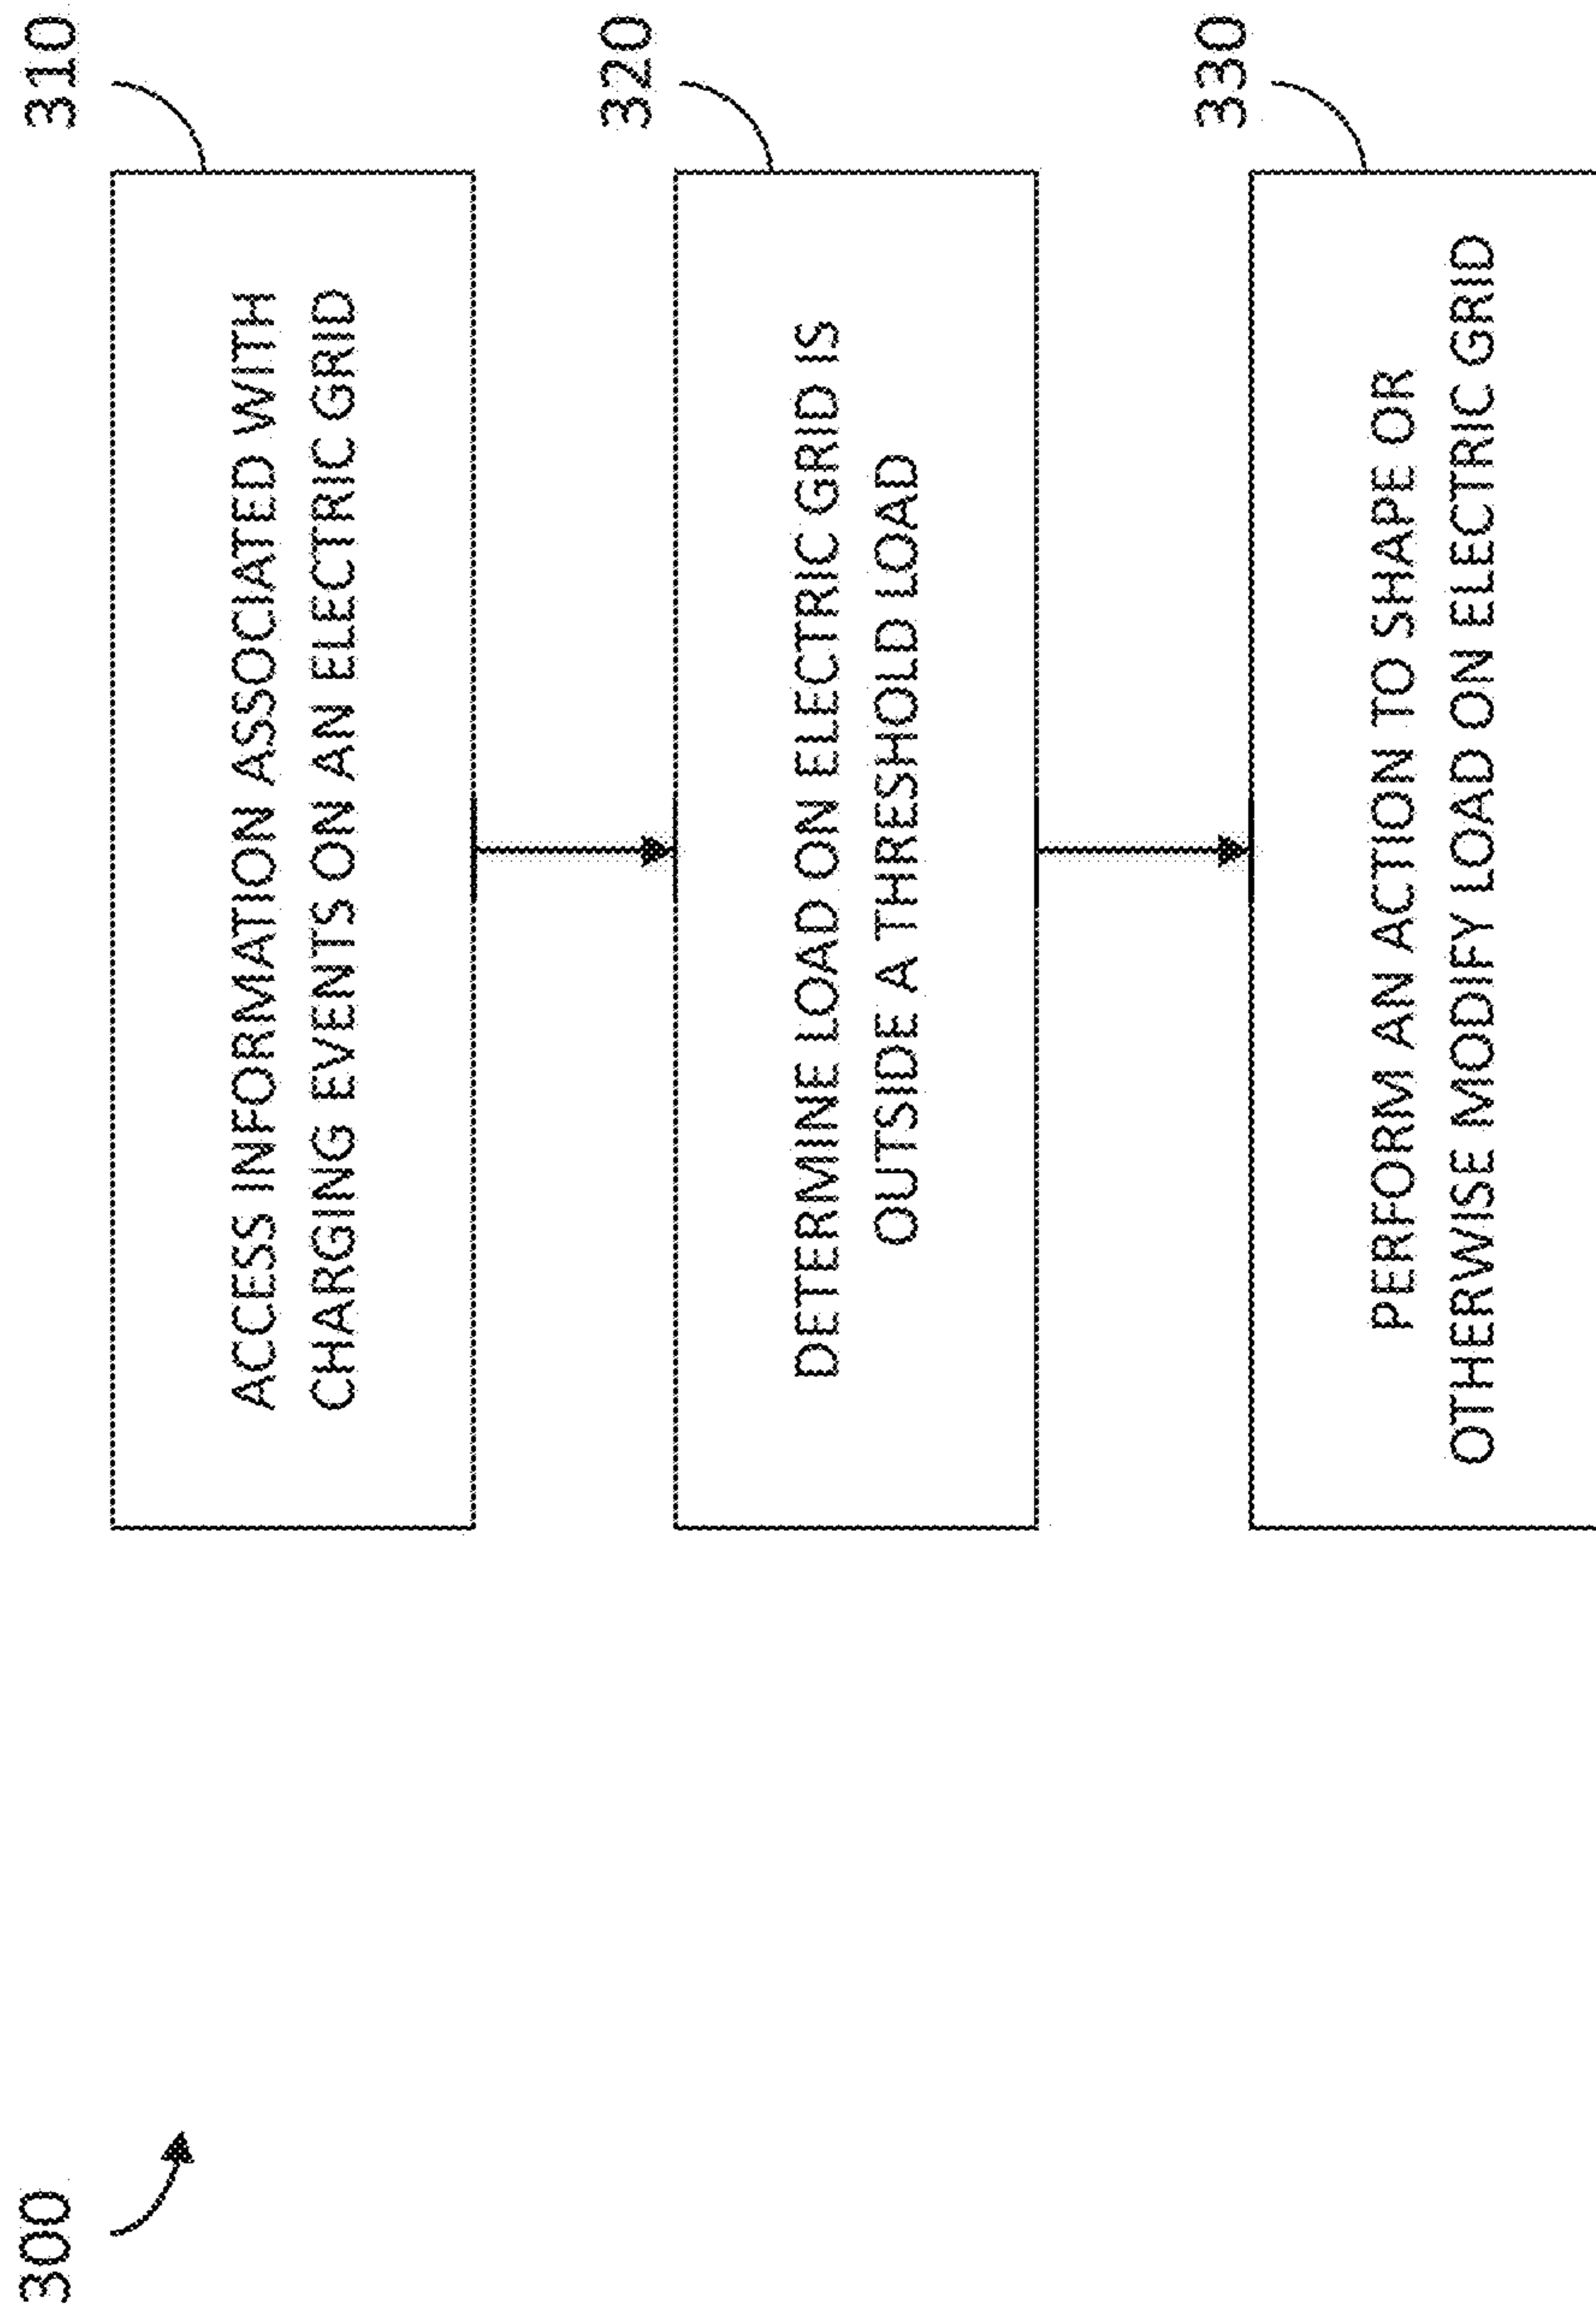 300
310
ACCESS INFORMATION ASSOCIATED WITH
CHARGING EVENTS ON AN ELECTRIC GRID
320
DETERMINE LOAD ON ELECTRIC GRID IS
OUTSIDE A THRESHOLD LOAD
330
PERFORM AN ACTION TO SHAPE OR
OTHERWISE MODIFY LOAD ON ELECTRIC GRID